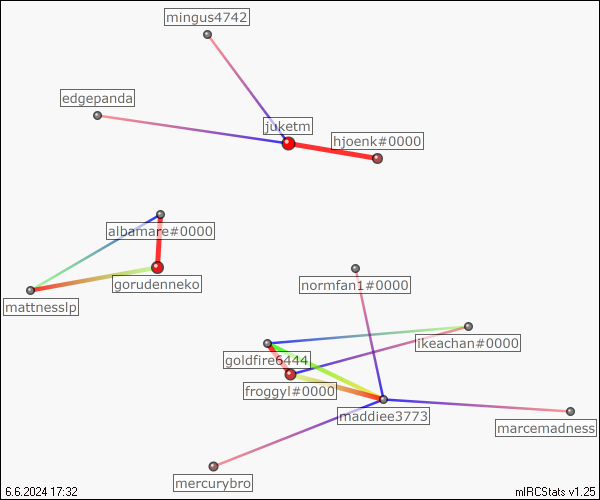 mingus4742
edgepanda
juketm
hjoenk#0000
albamare#0000
gorudenneko
mattnesslp
normfan1#0000
ikeachan#0000
goldfire6444
froggyl#0000
maddiee3773
marcemadness
mercurybro
6.6.2024 17:32
mIRCStats v1.25